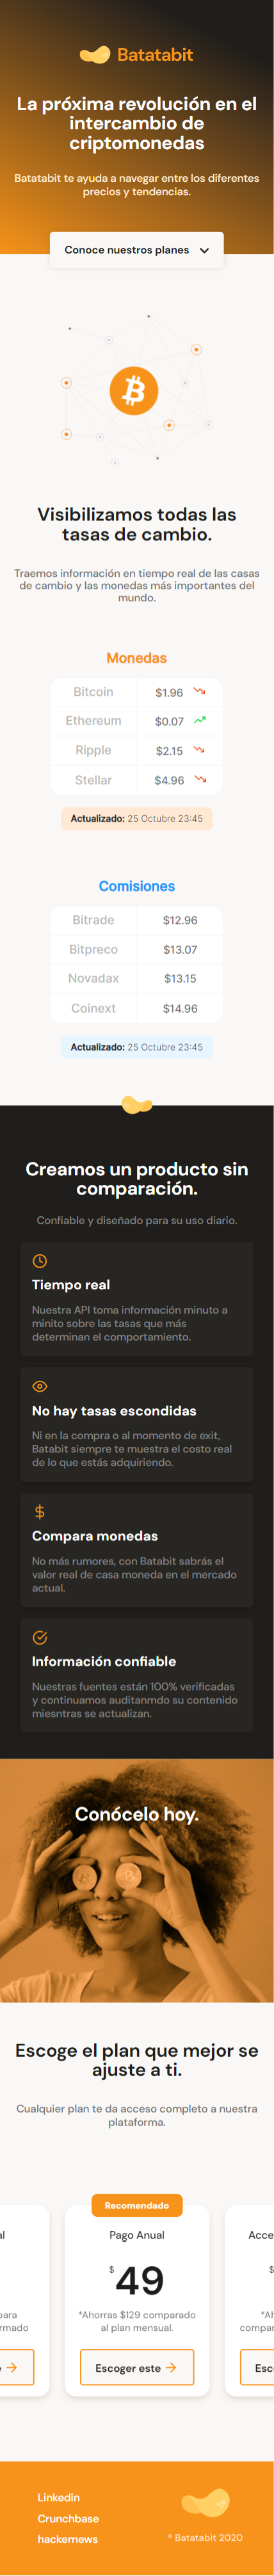 Batatabit
La próxima revolución en el
intercambio de
criptomonedas
Batatabit te ayuda a navegar entre los diferentes
precios y tendencias.
Conoce nuestros planes
Visibilizamos todas las
tasas de cambio.
Traemos información en tiempo real de las casas
de cambio y las monedas más importantes del
mundo.
Monedas
Bitcoin $1.96
Ethereum $0.07
Ripple $2.15
Stellar $4.96
Actualizado: 25 Octubre 23:45
Comisiones
Bitrade $12.96
Bitpreco $13.07
Novadax $13.15
Coinext $14.96
Actualizado: 25 Octubre 23:45
Creamos un producto sin
comparación.
Confiable y diseñado para su uso diario.
Tiempo real
Nuestra API toma información minuto a
minito sobre las tasas que más
determinan el comportamiento.
No hay tasas escondidas
Ni en la compra o al momento de exit,
Batabit siempre te muestra el costo real
de lo que estás adquiriendo.
Compara monedas
No más rumores, con Batabit sabrás el
valor real de casa moneda en el mercado
actual.
Información confiable
Nuestras fuentes están 100% verificadas
y continuamos auditanmdo su contenido
miesntras se actualizan.
Conócelo hoy.
Escoge el plan que mejor se
ajuste a ti.
Cualquier plan te da acceso completo a nuestra
plataforma.
Recomendado
al
Pago Anual
Acce
$
49
$
para
*Ahorras $129 comparado
*Ah
rmado
al plan mensual.
compar
Escoger este
Esc
Linkedin
Crunchbase
hackernews
® Batatabit 2020